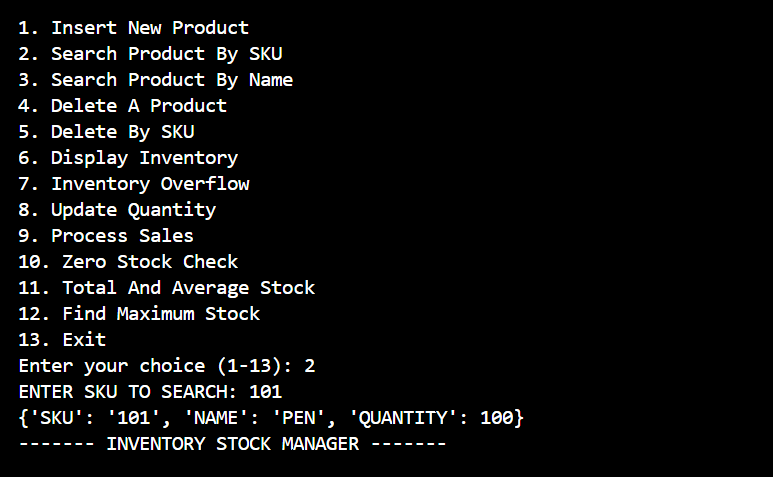 1. Insert New Product
2. Search Product By SKU
3. Search Product By Name
4. Delete A Product
5. Delete By SKU
6. Display Inventory
7. Inventory Overflow
8. Update Quantity
9. Process Sales
10. Zero Stock Check
11. Total And Average Stock
12. Find Maximum Stock
13. Exit
Enter your choice (1-13): 2
ENTER SKU TO SEARCH: 101
{'SKU': '101', 'NAME': 'PEN', 'QUANTITY': 100}
------- INVENTORY STOCK MANAGER -------